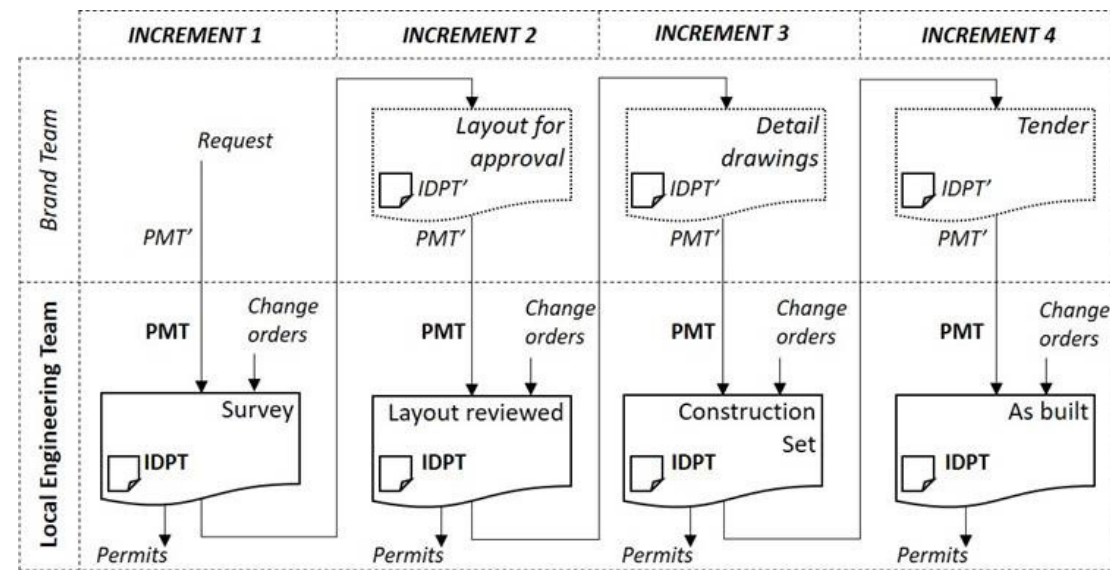 INCREMENT 1
INCREMENT 2
INCREMENT 3
INCREMENT 4
Brand Team
Request
PMT’
Layout for
approval
IDPT’
PMT’
Detail
drawings
IDPT’
PMT’
Tender
IDPT’
PMT’
Local Engineering Team
PMT
Change
orders
Survey
IDPT
Permits
PMT
Change
orders
Layout reviewed
IDPT
Permits
PMT
Change
orders
Construction
Set
IDPT
Permits
PMT
Change
orders
As built
IDPT
Permits